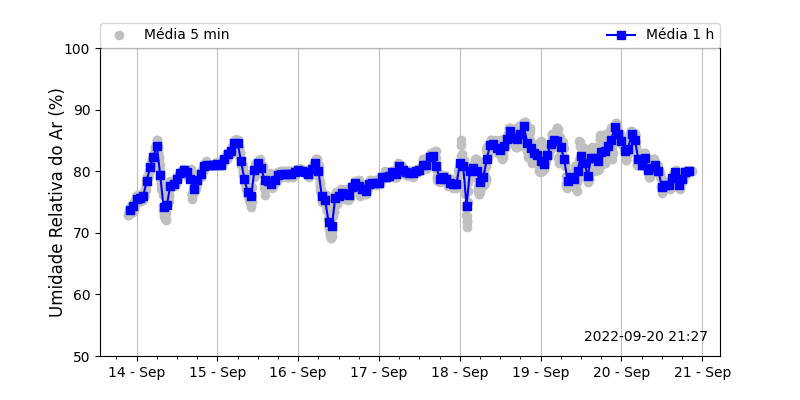 Média 5 min
Média 1 h
100
90
80
70
60
50
Umidade Relativa do Ar (%)
2022-09-20 21:27
14 - Sep
15 - Sep
16 - Sep
17 - Sep
18 - Sep
19 - Sep
20 - Sep
21 - Sep